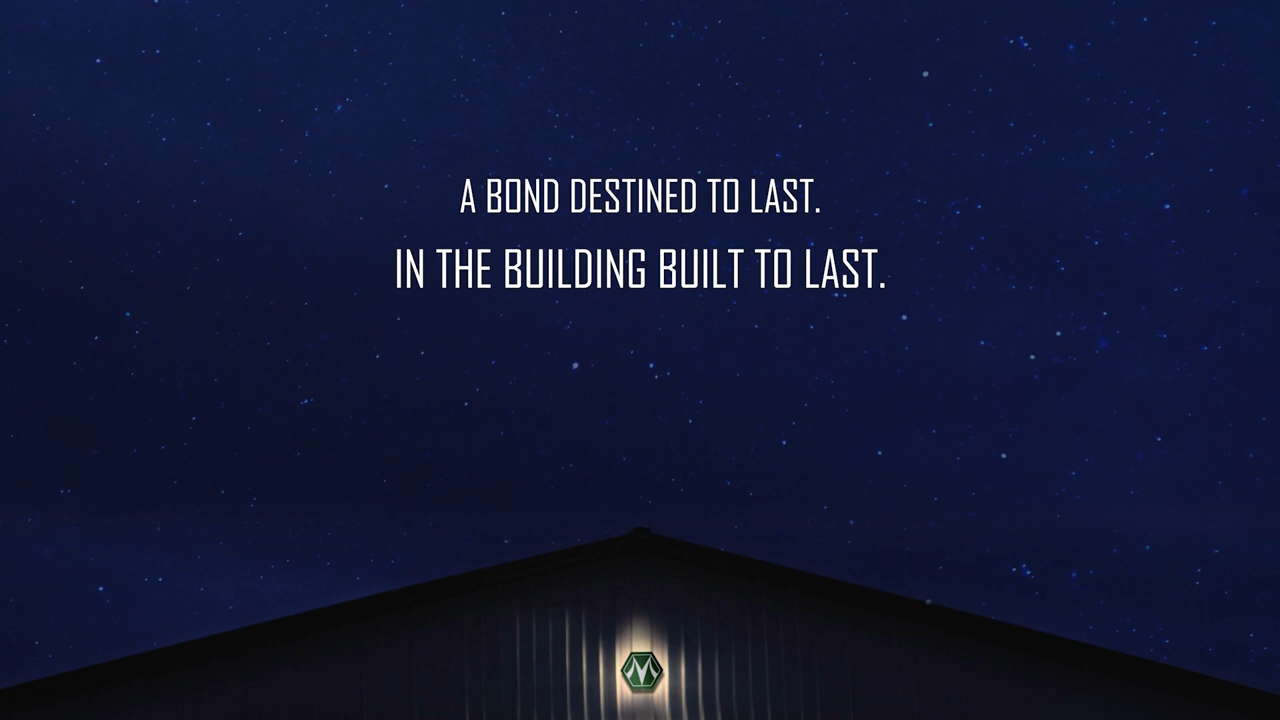 A BOND DESTINED TO LAST.
IN THE BUILDING BUILT TO LAST.